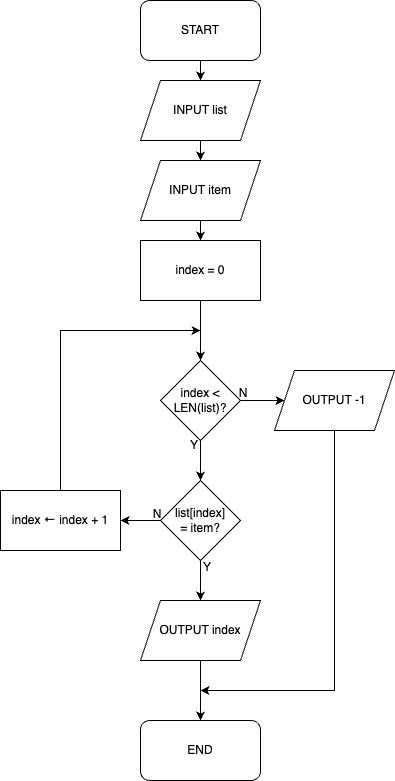 START
INPUT list
INPUT item
index = 0
index <
LEN(list)?
N
OUTPUT -1
Y
list[index]
= item?
N
index ← index + 1
Y
OUTPUT index
END